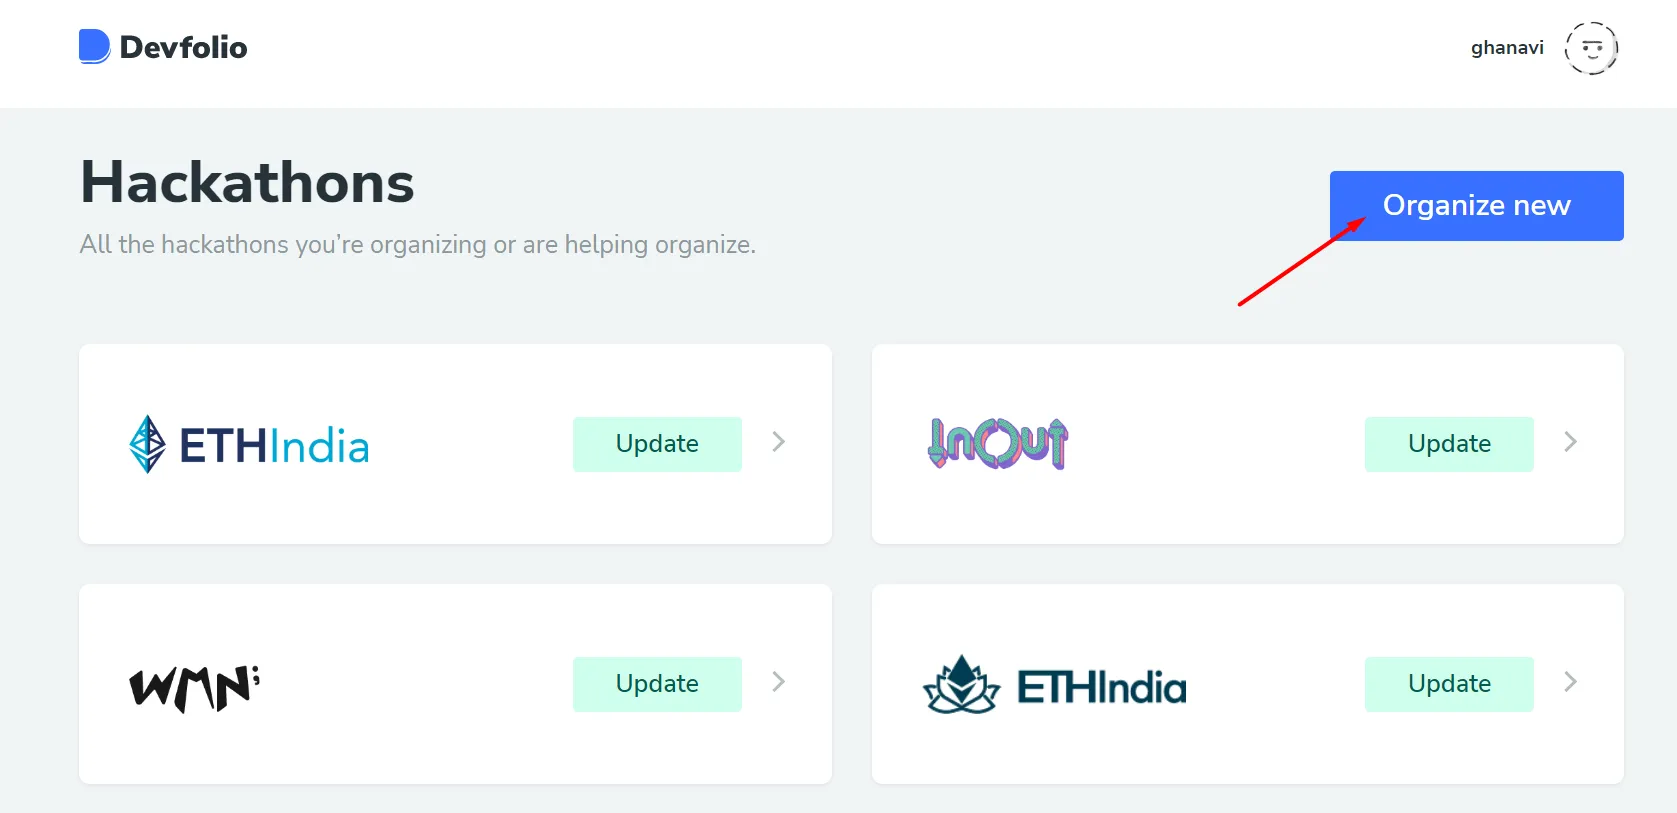 Devfolio
ghanavi
Hackathons
Organize new
All the hackathons you’re organizing or are helping organize.
ETHIndia
Update
InOut
Update
WMN;
Update
ETHIndia
Update